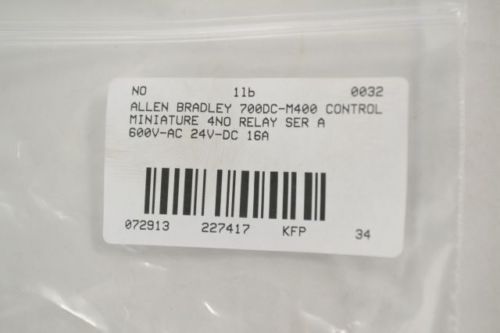 NO 1lb 0032
ALLEN BRADLEY 700DC-M400 CONTROL
MINIATURE 4NO RELAY SER A
600V-AC 24V-DC 16A
072913 227417 KFP 34